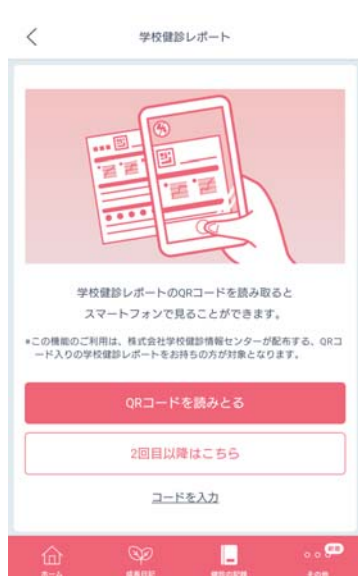 学校健診レポート
学校健診レポートのQRコードを読み取ると
スマートフォンで見ることができます。
*この機能のご利用は、株式会社学校健診情報センターが配布する、QRコ
ード入りの学校健診レポートをお持ちの方が対象となります。
QRコードを読みとる
2回目以降はこちら
コードを入力
ホーム
成長日記
健診の記録
その他